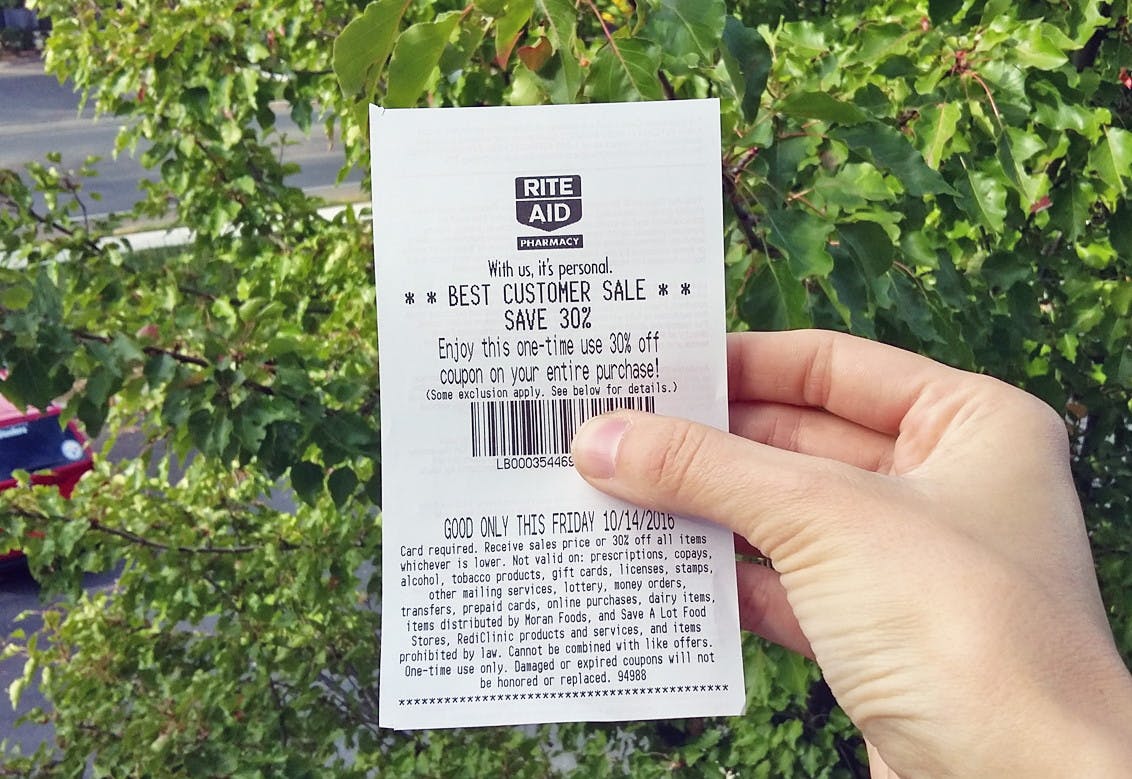 RITE
AID
PHARMACY
With us, it's personal.
* * BEST CUSTOMER SALE * *
SAVE 30%
Enjoy this one-time use 30% off
coupon on your entire purchase!
(Some exclusion apply. See below for details.)
LB000354469
GOOD ONLY THIS FRIDAY 10/14/2016
Card required. Receive sales price or 30% off all items
whichever is lower. Not valid on: prescriptions, copays,
alcohol, tobacco products, gift cards, licenses, stamps,
other mailing services, lottery, money orders,
transfers, prepaid cards, online purchases, dairy items,
items distributed by Moran Foods, and Save A Lot Food
Stores, RediClinic products and services, and items
prohibited by law. Cannot be combined with like offers.
One-time use only. Damaged or expired coupons will not
be honored or replaced. 94988
*****************************************************